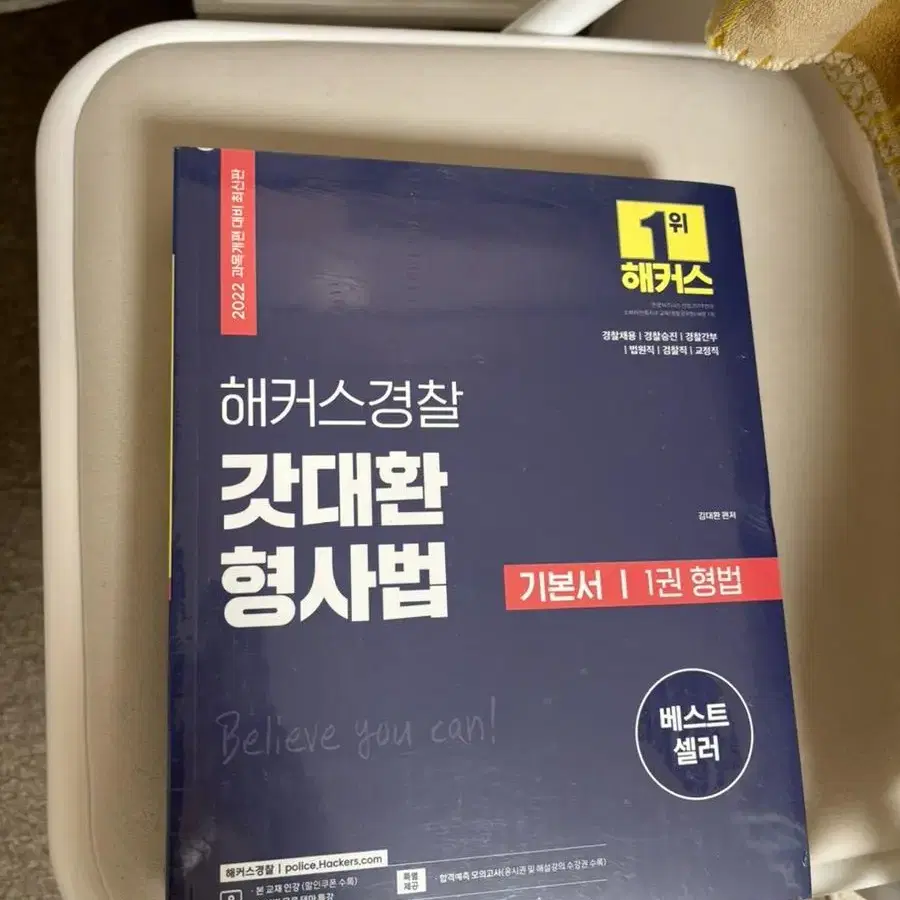 2022 과목개편 대비 최신판
1위
해커스
경찰채용 | 경찰승진 | 경찰간부
| 법원직 | 검찰직 | 교정직
해커스경찰
갓대환
형사법
김대환 편저
기본서 | 1권 형법
Believe you can!
베스트
셀러
해커스경찰 | police.Hackers.com
· 본 교재 인강 (할인쿠폰 수록)
특별
제공
· 합격예측 모의고사 (응시권 및 해설강의 수강권 수록)